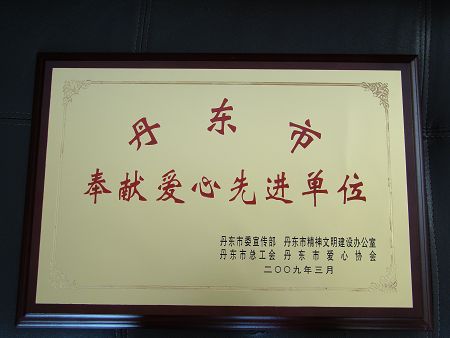 丹东市
奉献爱心先进单位
丹东市委宣传部 丹东市精神文明建设办公室
丹东市总工会 丹东市爱心协会
二〇〇九年三月